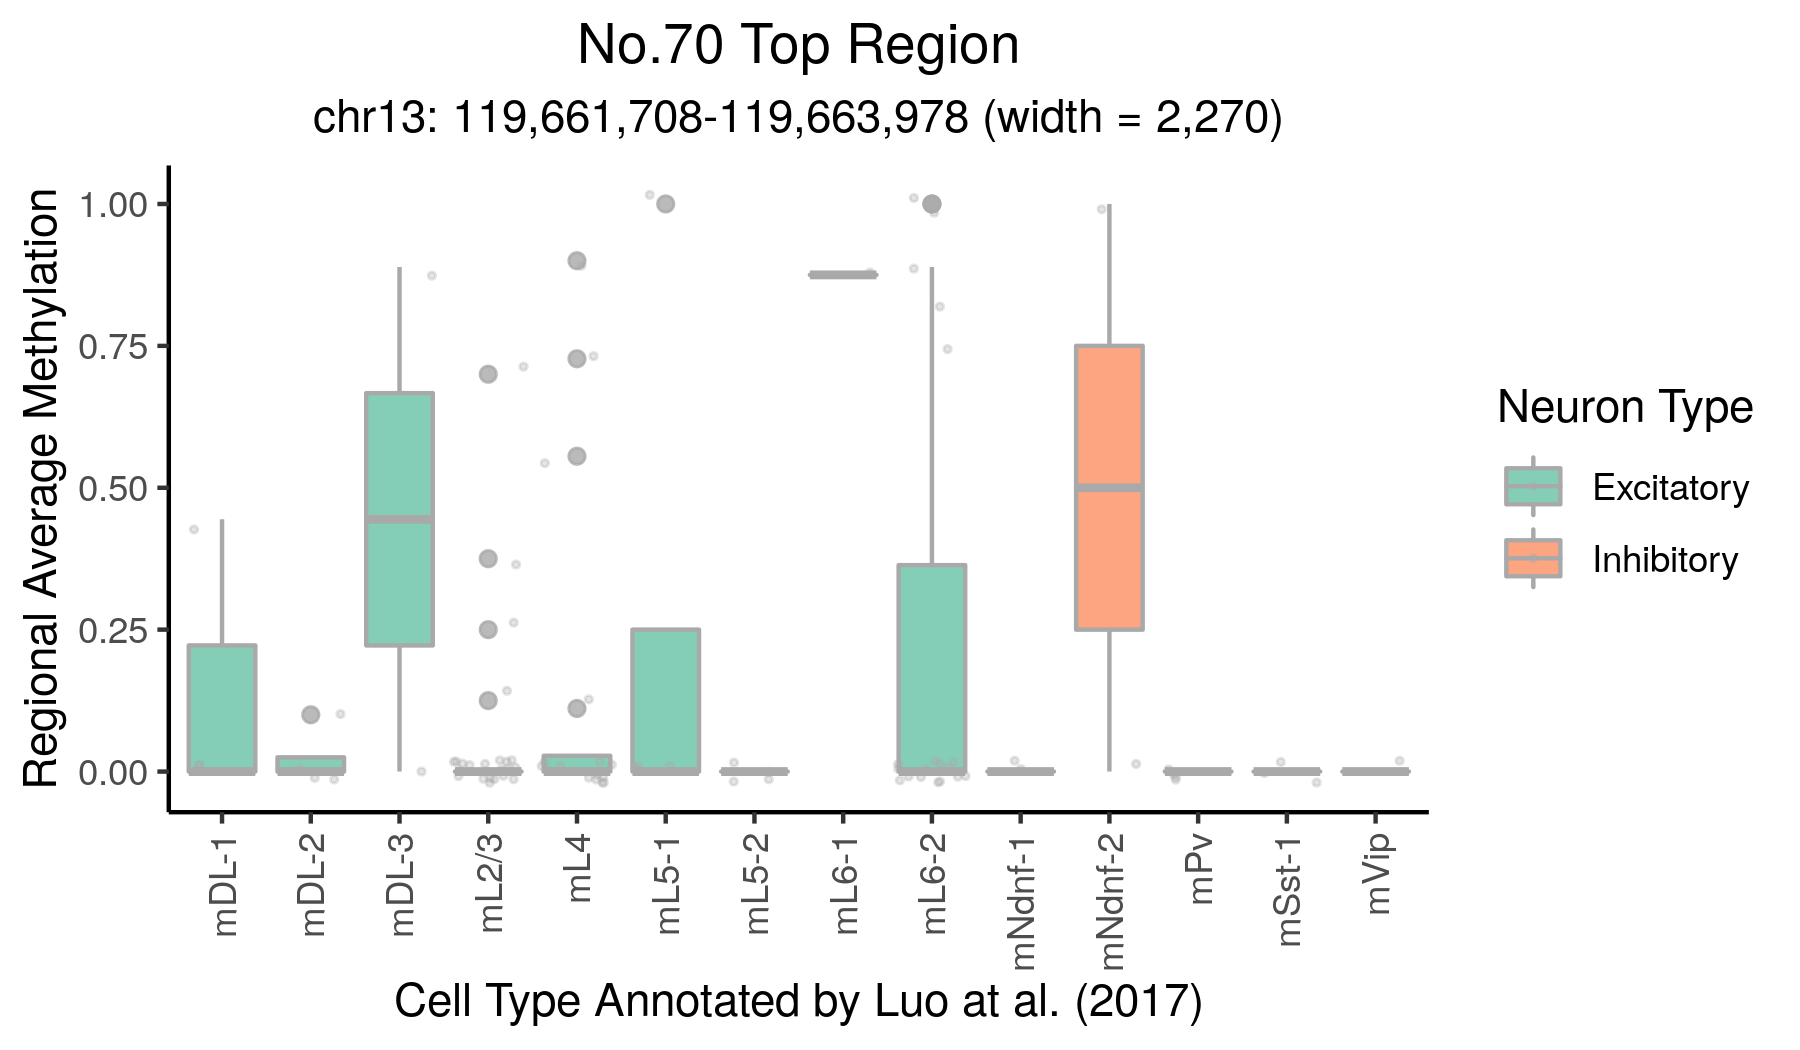 No.70 Top Region
chr13: 119,661,708-119,663,978 (width = 2,270)
Regional Average Methylation
1.00
0.75
0.50
0.25
0.00
mDL-1
mDL-2
mDL-3
mL2/3
mL4
mL5-1
mL5-2
mL6-1
mL6-2
mNdnf-1
mNdnf-2
mPv
mSst-1
mVip
Cell Type Annotated by Luo at al. (2017)
Neuron Type
Excitatory
Inhibitory